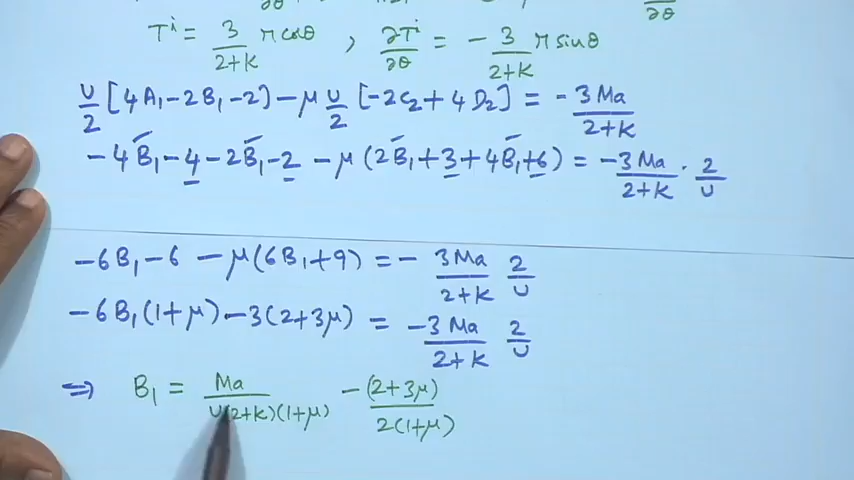 ∂θ
Tⁱ = 3/(2+k) r cosθ , ∂Tⁱ/∂θ = - 3/(2+k) r sinθ
U/2 [4A₁-2B₁-2] - μ U/2 [-2C₂+4D₂] = - 3Ma/(2+k)
-4B₁-4-2B₁-2 - μ(2B₁+3+4B₁+6) = -3Ma/(2+k) · 2/U
-6B₁-6 - μ(6B₁+9) = - 3Ma/(2+k) 2/U
-6B₁(1+μ)-3(2+3μ) = -3Ma/(2+k) 2/U
⇒ B₁ = Ma/(U(2+k)(1+μ)) - (2+3μ)/(2(1+μ))